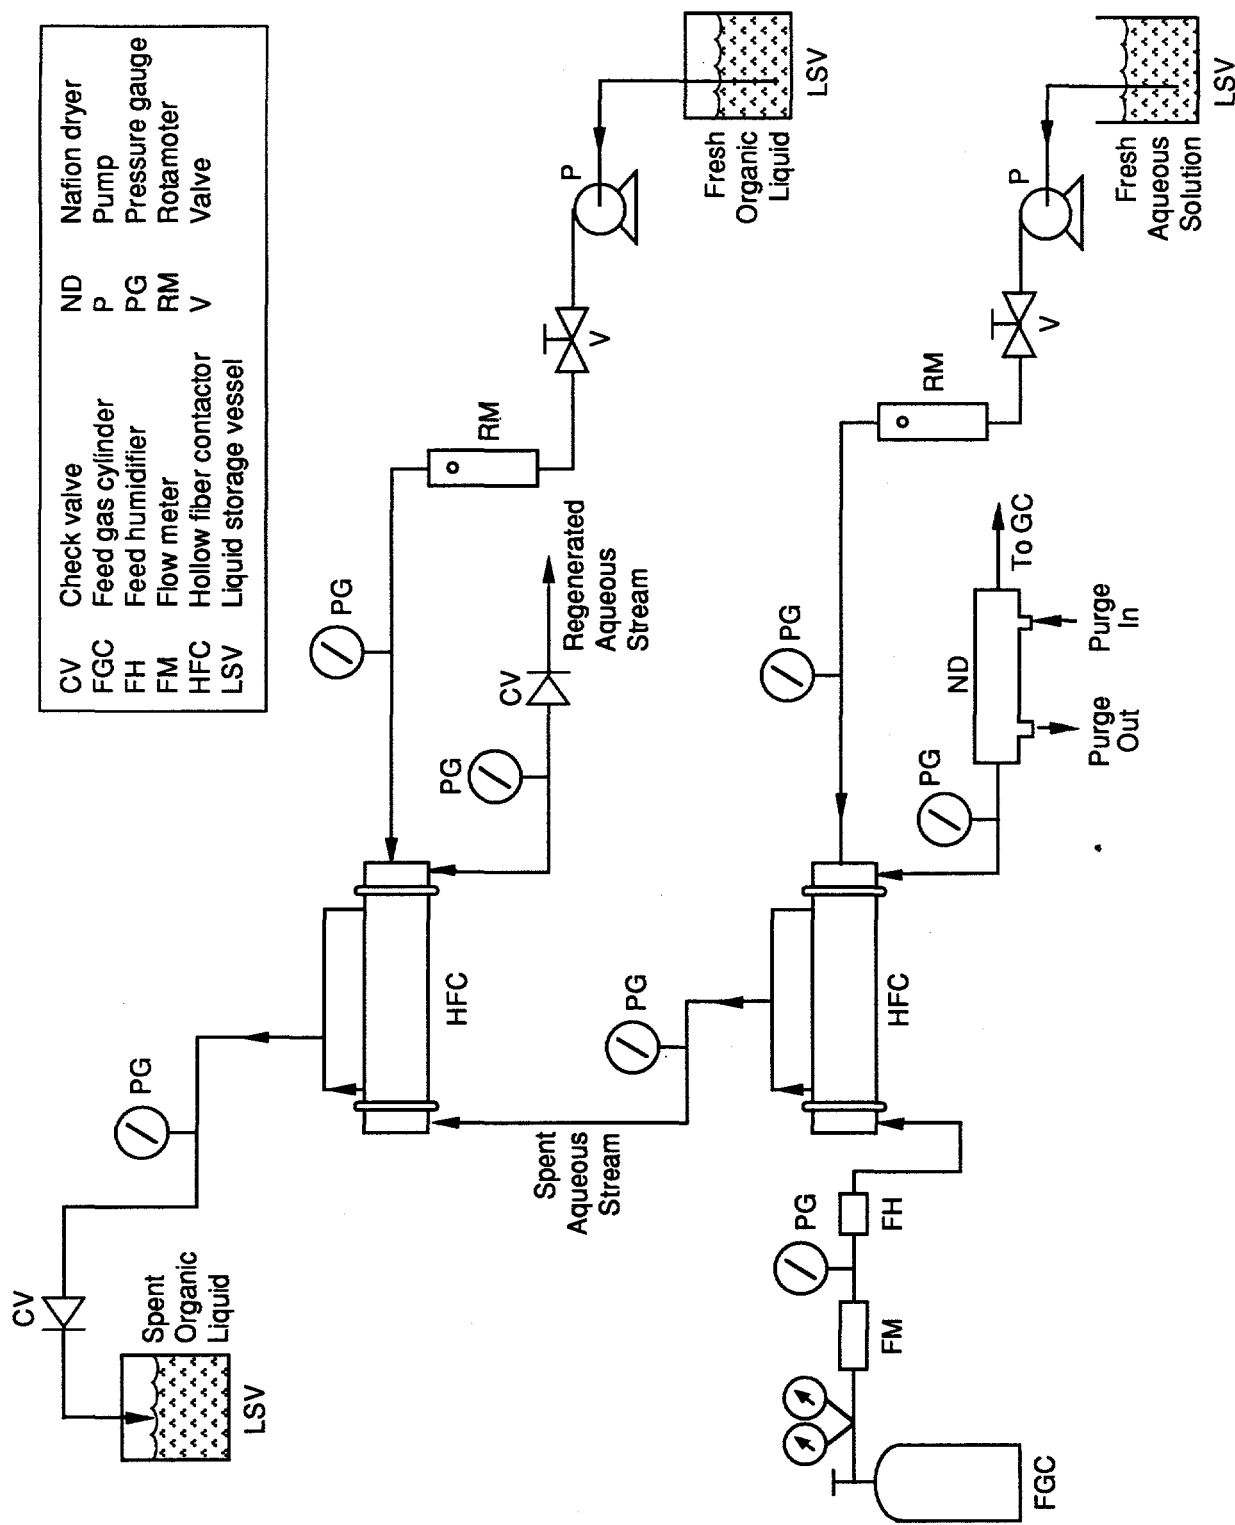 CV Check valve ND Nafion dryer
FGC Feed gas cylinder P Pump
FH Feed humidifier PG Pressure gauge
FM Flow meter RM Rotamoter
HFC Hollow fiber contactor V Valve
LSV Liquid storage vessel
CV
Spent
Organic
Liquid
LSV
PG
HFC
PG
PG
CV
Regenerated
Aqueous
Stream
RM
V
P
Fresh
Organic
Liquid
LSV
Spent
Aqueous
Stream
PG
HFC
PG
RM
V
P
Fresh
Aqueous
Solution
LSV
FGC
FM
PG
FH
PG
ND
To GC
Purge
Out
Purge
In